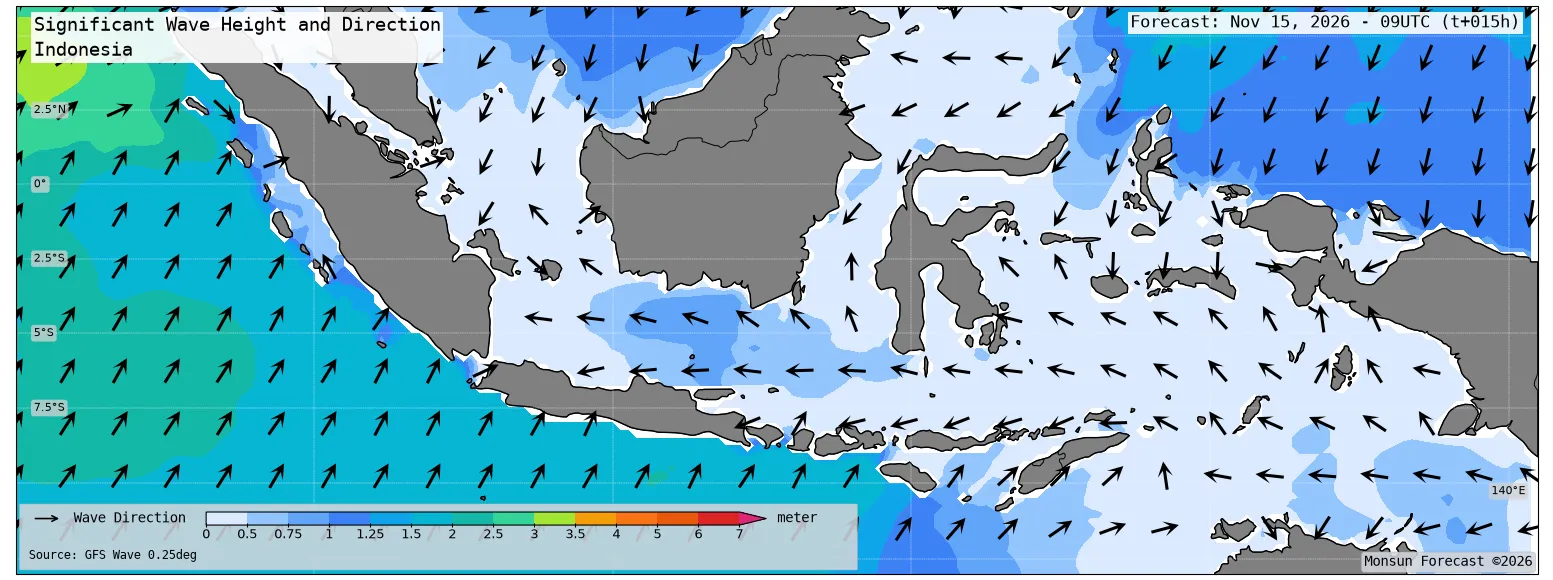 Significant Wave Height and Direction
Indonesia
Forecast: Nov 15, 2026 - 09UTC (t+015h)
2.5°N
0°
2.5°S
5°S
7.5°S
140°E
Wave Direction
0 0.5 0.75 1 1.25 1.5 2 2.5 3 3.5 4 5 6 7
meter
Source: GFS Wave 0.25deg
Monsun Forecast ©2026